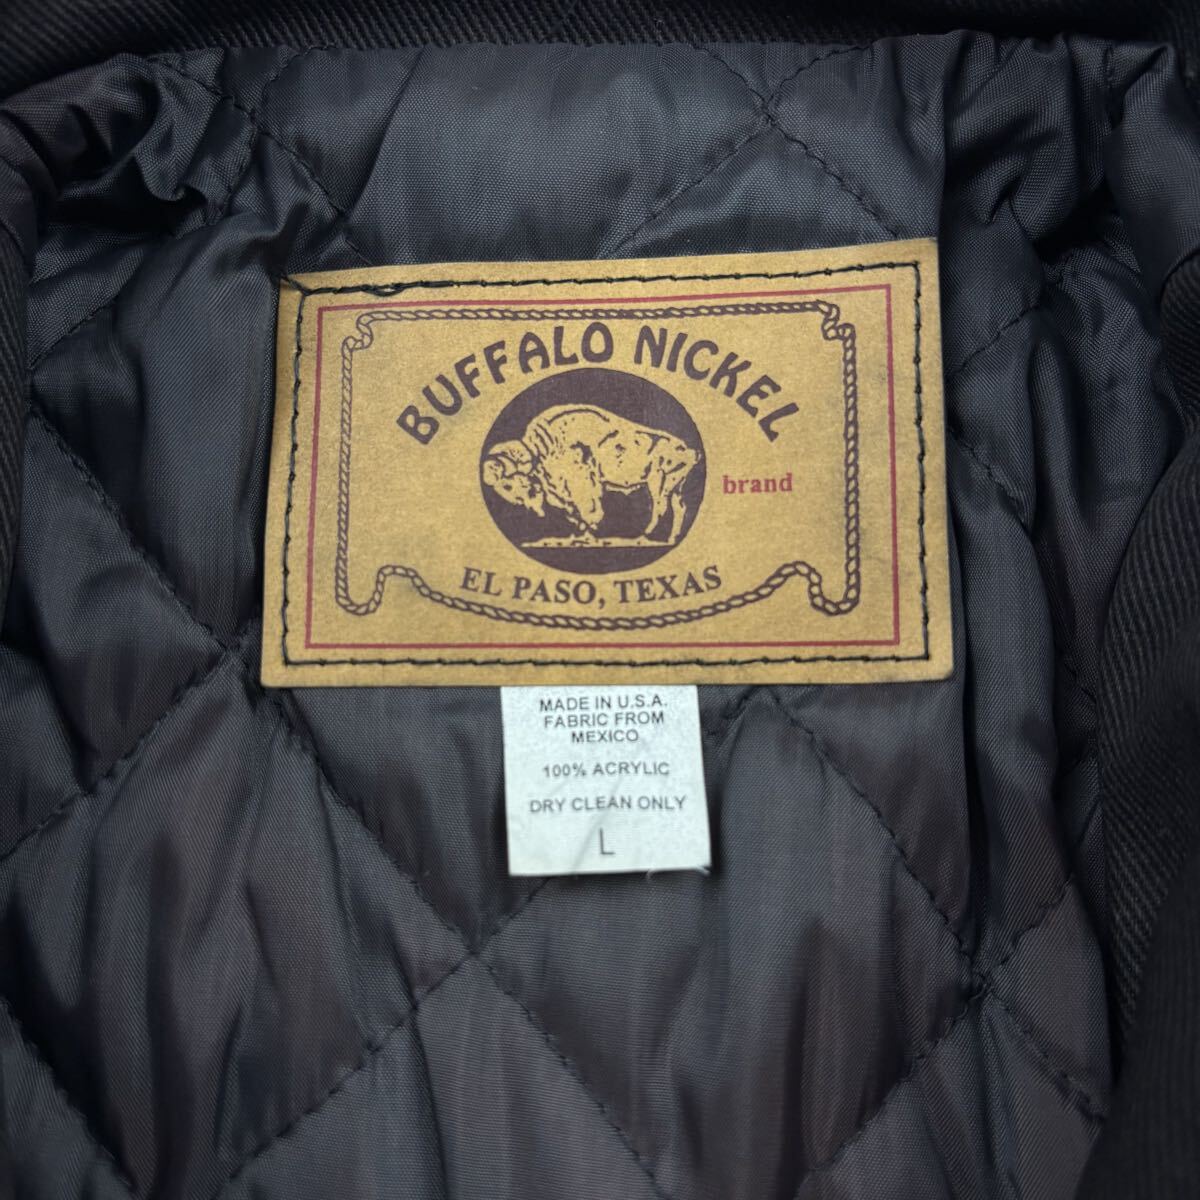 BUFFALO NICKEL
brand
EL PASO, TEXAS
MADE IN U.S.A.
FABRIC FROM
MEXICO
100% ACRYLIC
DRY CLEAN ONLY
L